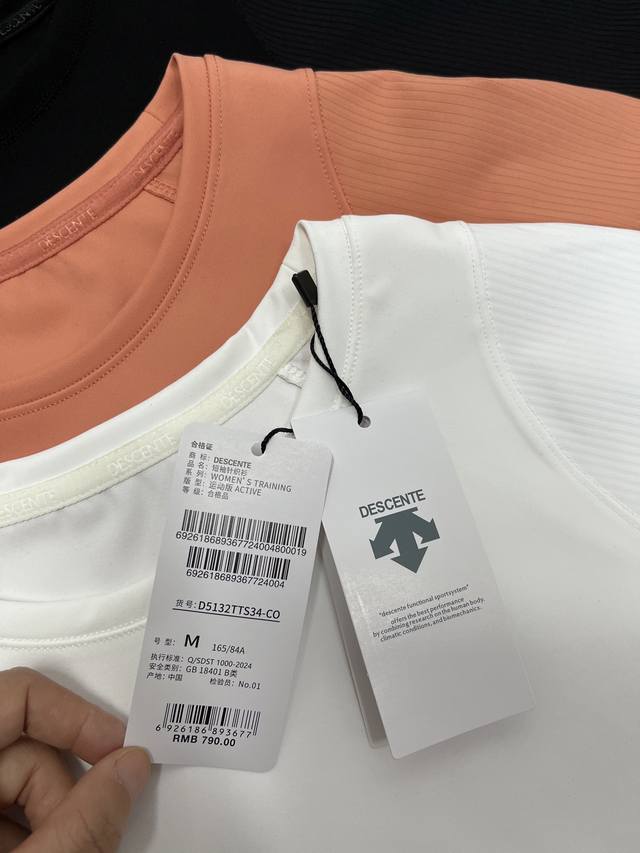 DESCENTE
DESCENTE
DESCENTE
DESCENTE
合格证
商 标: DESCENTE
品 名: 短袖针织衫
系 列: WOMEN'S TRAINING
版 型: 运动版 ACTIVE
等 级: 合格品
69261868936772400480019
692618689367724004
货号: D5132TTS34-CO
号 型: M 165/84A
执行标准: Q/SDST 1000-2024
安全类别: GB 18401 B类
产地: 中国 检验员: No.01
6 926186 893677
RMB 790.00
DESCENTE
"descente functional sportsystem"
offers the best performance
by combining research on the human body,
climatic conditions, and biomechanics.